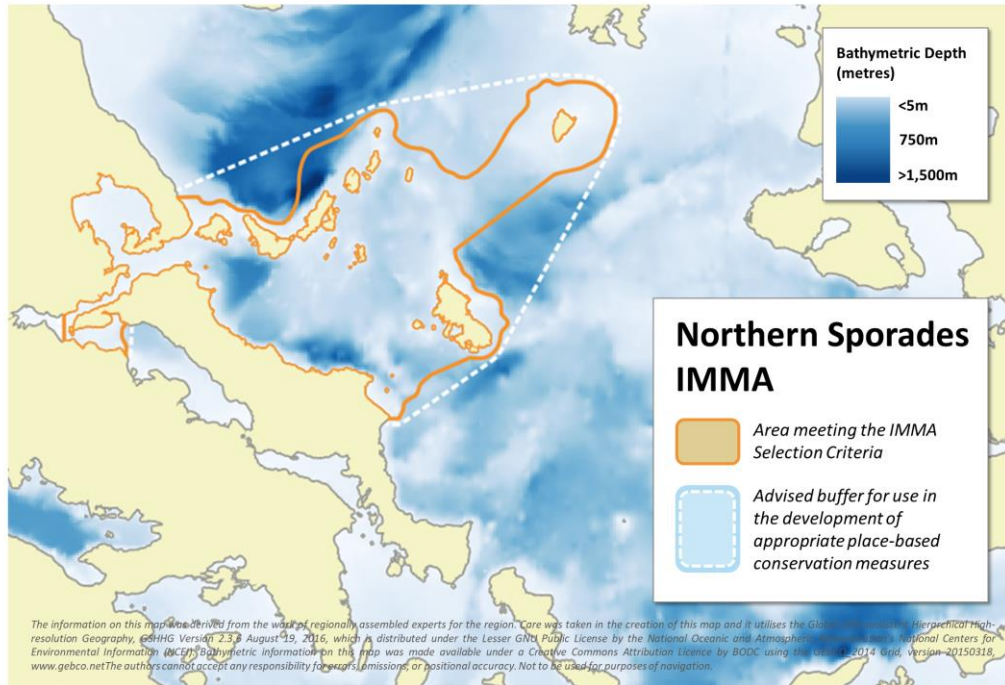 Bathymetric Depth
(metres)
<5m
750m
>1,500m
Northern Sporades
IMMA
Area meeting the IMMA
Selection Criteria
Advised buffer for use in
the development of
appropriate place-based
conservation measures
The information on this map was derived from the work of regionally assembled experts for the region. Care was taken in the creation of this map and it utilises the Hierarchical High-
resolution Geography, GSHHG Version 2.3.6 August 19, 2016, which is distributed under the Lesser GNU Public License by the National Oceanic and Atmospheric National Centers for
Environmental Information (NCEI). Bathymetric information on this map was made available under a Creative Commons Attribution Licence by BODC using the 2014 Grid, version 20150318,
www.gebco.netThe authors cannot accept any responsibility for errors, omissions, or positional accuracy. Not to be used for purposes of navigation.